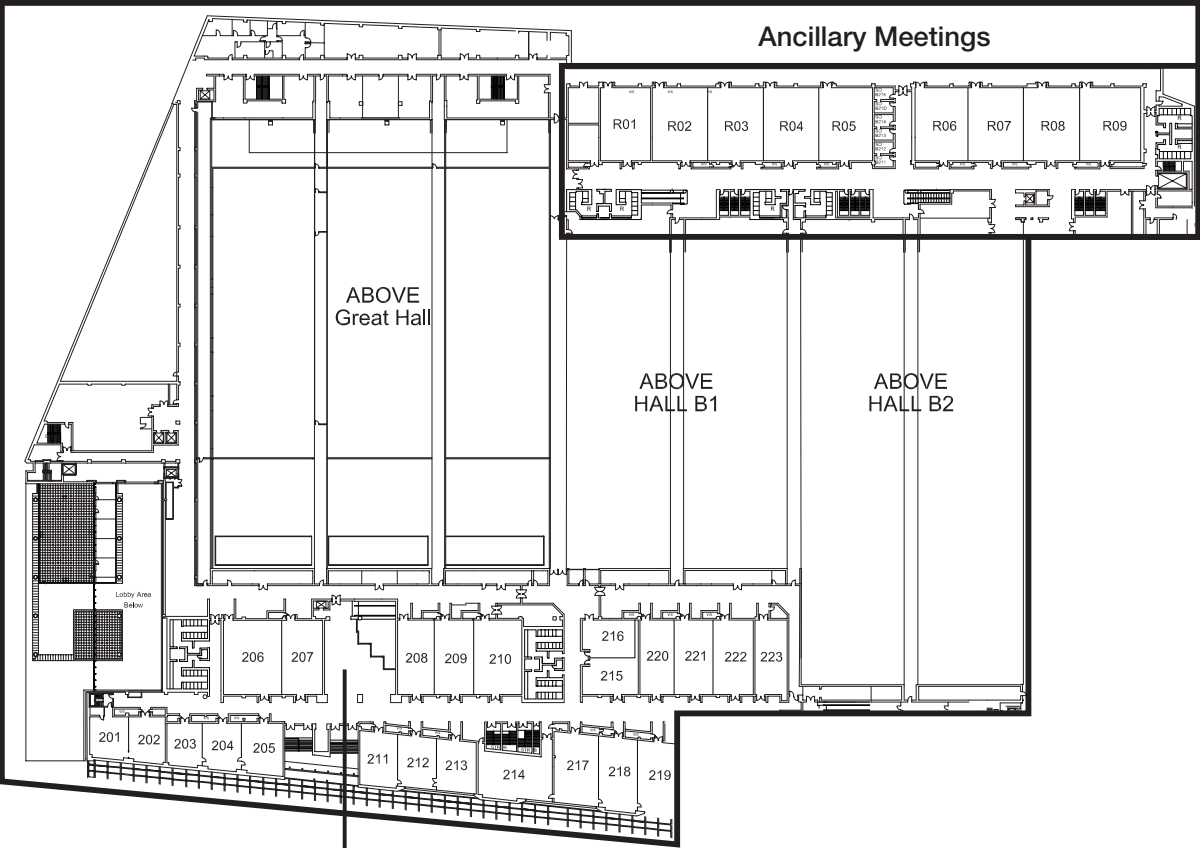 Ancillary Meetings
R01
R02
R03
R04
R05
R06
R07
R08
R09
R
R
R
R
R
R
ABOVE
Great Hall
ABOVE
HALL B1
ABOVE
HALL B2
Lobby Area
Below
206
207
208
209
210
216
215
220
221
222
223
201
202
203
204
205
211
212
213
214
217
218
219